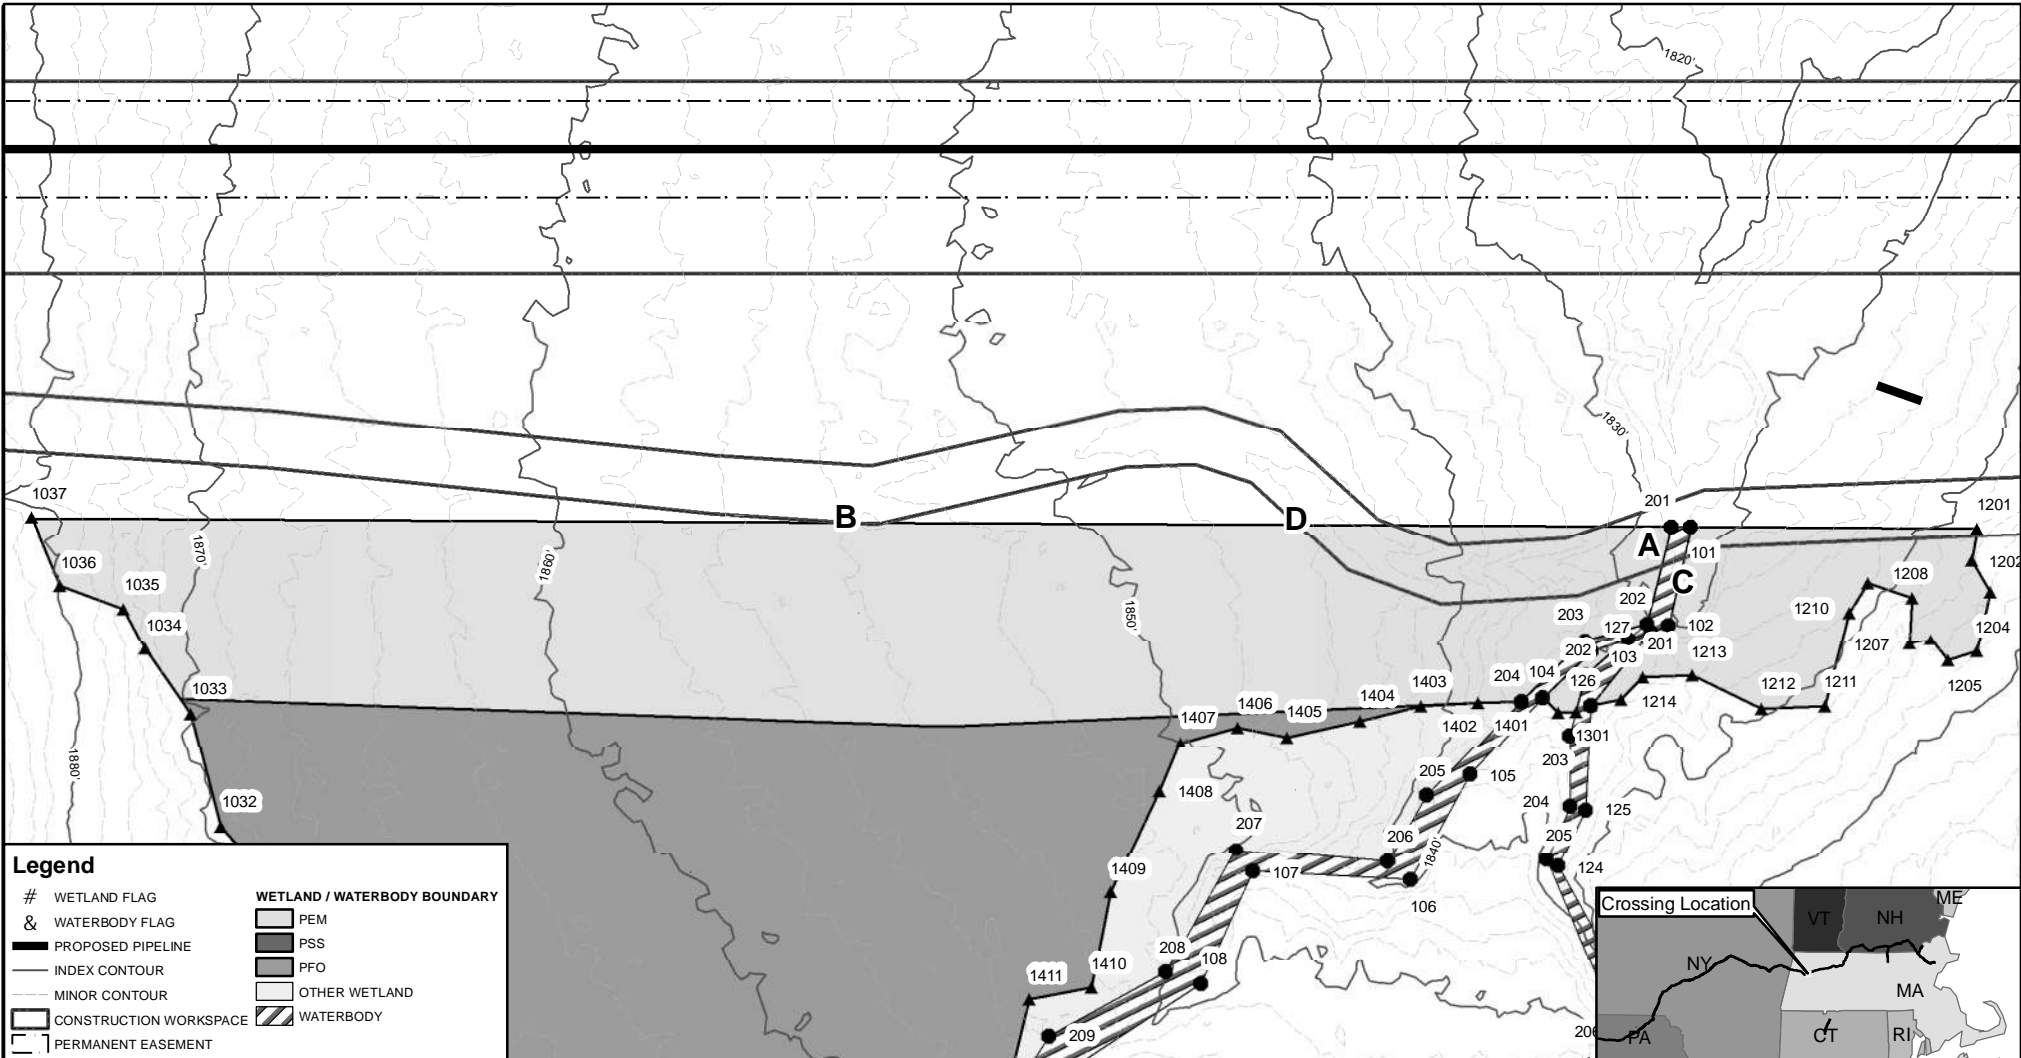 1820'
1830'
1037
201
1201
B
D
A
101
C
1036
1035
1034
1870'
1860'
1850'
202
203
127
201
102
1208
1202
1210
1207
1204
202
103
1213
1205
1033
204
104
126
1403
1404
1406
1405
1407
1402
1401
1214
1212
1211
1301
203
1880'
1032
1408
205
105
204
125
207
206
1840'
205
124
107
106
1409
208
108
1410
1411
209
206
Legend
# WETLAND FLAG
& WATERBODY FLAG
PROPOSED PIPELINE
INDEX CONTOUR
MINOR CONTOUR
CONSTRUCTION WORKSPACE
PERMANENT EASEMENT
WETLAND / WATERBODY BOUNDARY
PEM
PSS
PFO
OTHER WETLAND
WATERBODY
Crossing Location
VT
NH
ME
NY
MA
PA
CT
RI